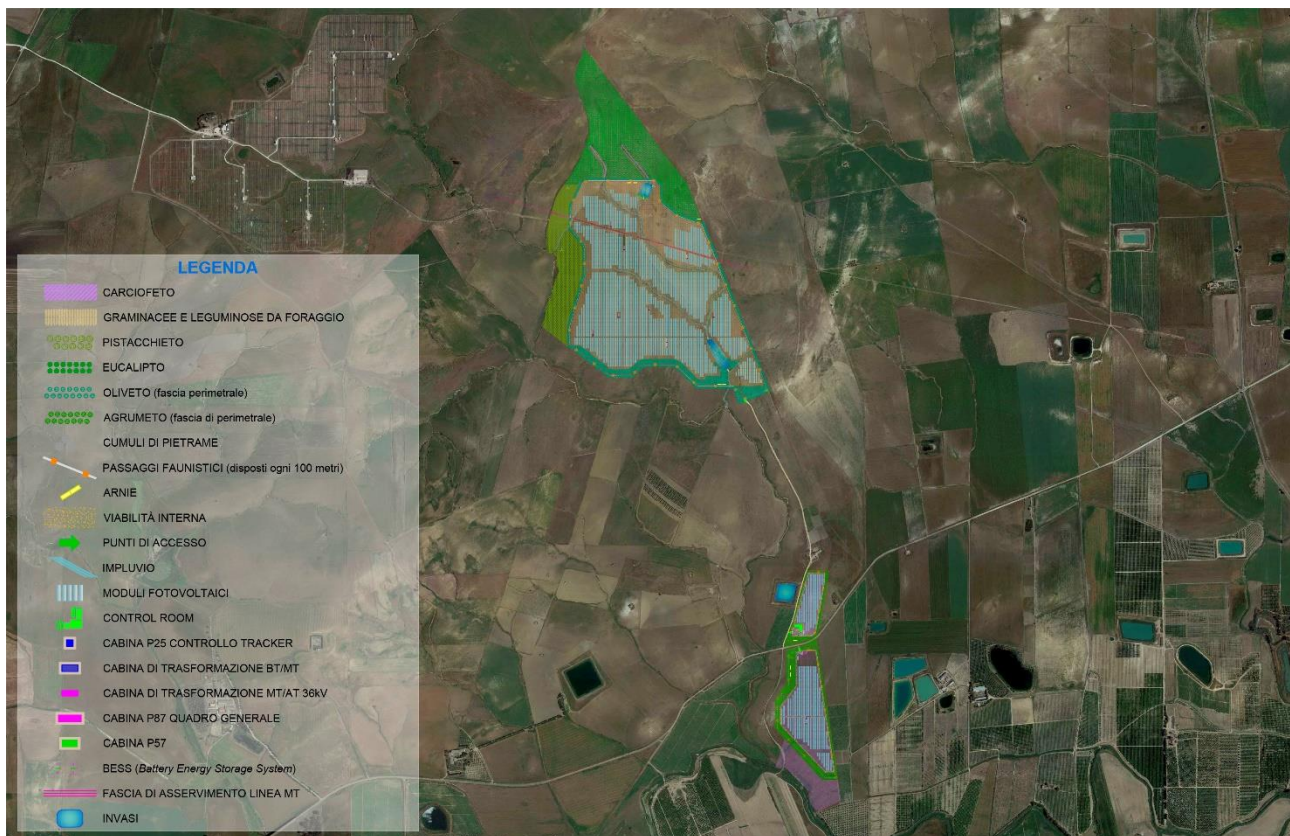 LEGENDA
CARCIOFETO
GRAMINACEE E LEGUMINOSE DA FORAGGIO
PISTACCHIETO
EUCALIPTO
OLIVETO (fascia perimetrale)
AGRUMETO (fascia di perimetrale)
CUMULI DI PIETRAME
PASSAGGI FAUNISTICI (disposti ogni 100 metri)
ARNIE
VIABILITÀ INTERNA
PUNTI DI ACCESSO
IMPLUVIO
MODULI FOTOVOLTAICI
CONTROL ROOM
CABINA P25 CONTROLLO TRACKER
CABINA DI TRASFORMAZIONE BT/MT
CABINA DI TRASFORMAZIONE MT/AT 36kV
CABINA P87 QUADRO GENERALE
CABINA P57
BESS (Battery Energy Storage System)
FASCIA DI ASSERVIMENTO LINEA MT
INVASI